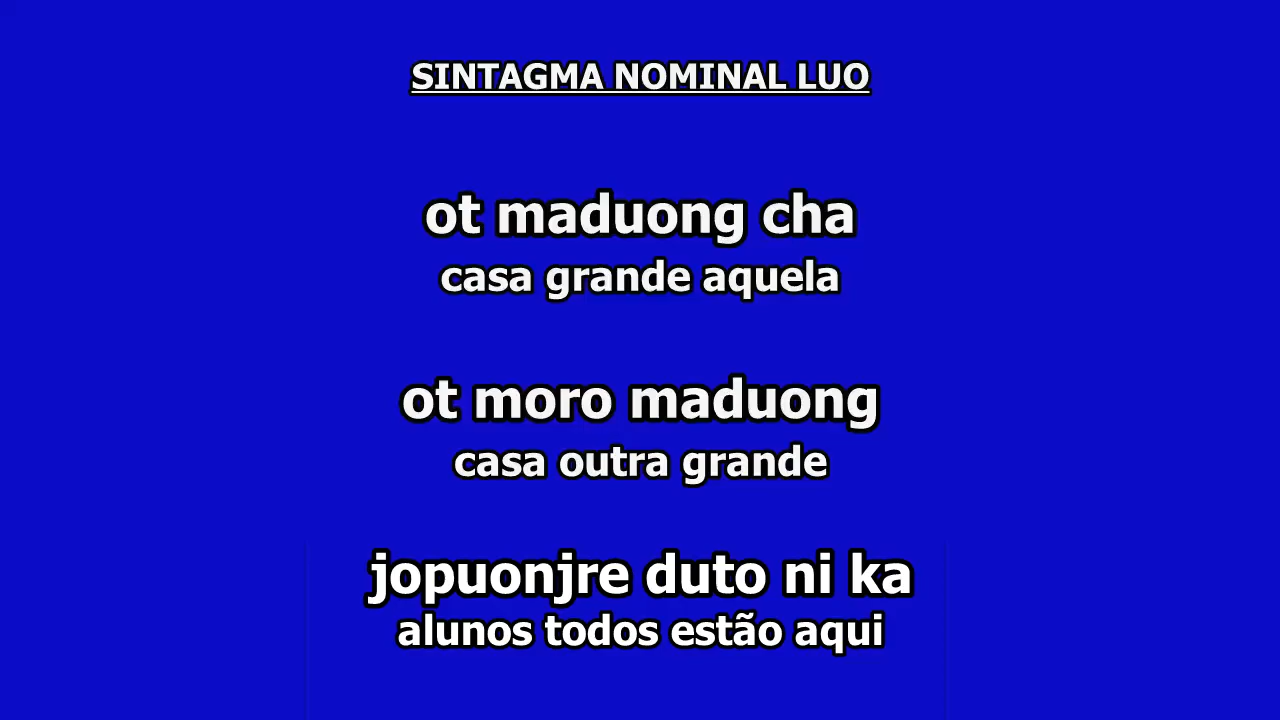 SINTAGMA NOMINAL LUO
ot maduong cha
casa grande aquela
ot moro maduong
casa outra grande
jopuonjre duto ni ka
alunos todos estão aqui